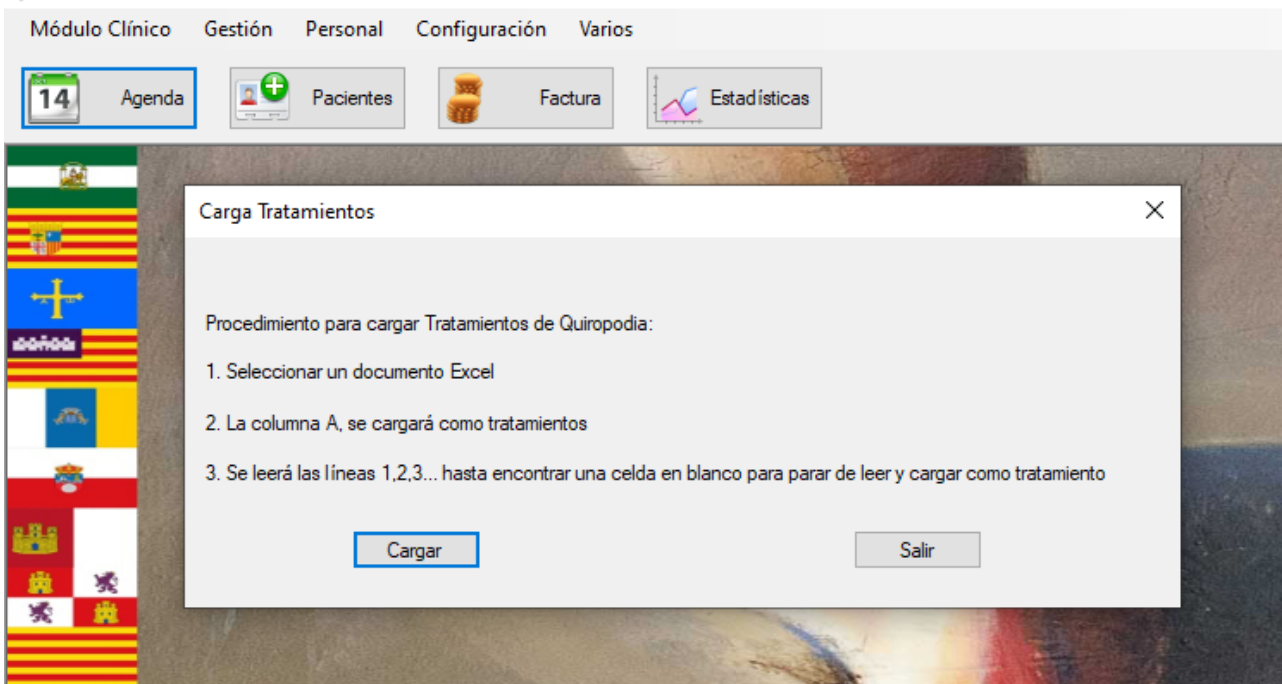 Módulo Clínico Gestión Personal Configuración Varios
14 Agenda Pacientes Factura Estadísticas
Carga Tratamientos
Procedimiento para cargar Tratamientos de Quiropodia:
1. Seleccionar un documento Excel
2. La columna A, se cargará como tratamientos
3. Se leerá las líneas 1,2,3... hasta encontrar una celda en blanco para parar de leer y cargar como tratamiento
Cargar Salir